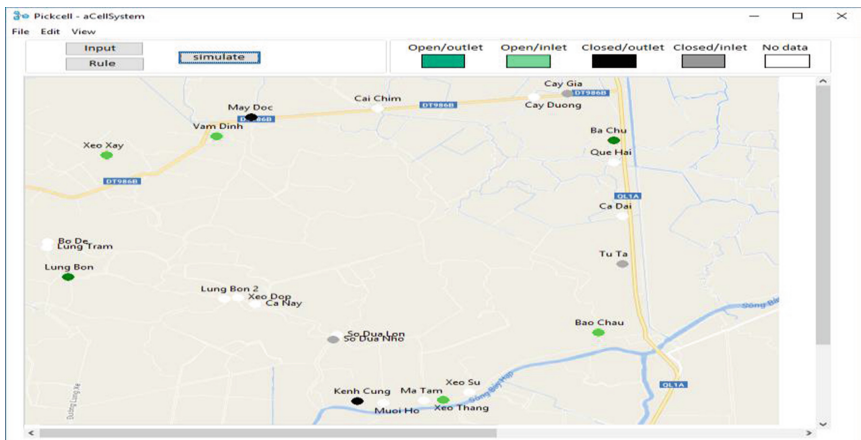 Pickcell - aCellSystem
File Edit View
Input
Rule
simulate
Open/outlet Open/inlet Closed/outlet Closed/inlet No data
Cay Gia
DT986B
Cai Chim
DT986B
Cay Duong
May Doc
DT986B
Vam Dinh
Ba Chu
Xeo Xay
Que Hai
DT986B
QL1A
Ca Dai
Bo De
Lung Tram
Tu Ta
Lung Bon
Lung Bon 2
Xeo Dop
Ca Nay
Bao Chau
So Dua Lon
So Dua Nho
Xeo Su
QL1A
Kenh Cung
Ma Tam
Muoi Ho
Xeo Thang